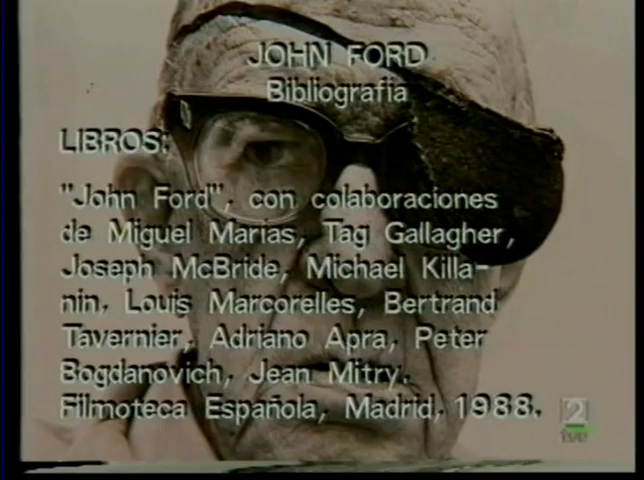 JOHN FORD
Bibliografia
LIBROS:
"John Ford", con colaboraciones
de Miguel Marias, Tag Gallagher,
Joseph McBride, Michael Killa-
nin, Louis Marcorelles, Bertrand
Tavernier, Adriano Apra, Peter
Bogdanovich, Jean Mitry.
Filmoteca Española, Madrid, 1988.
2